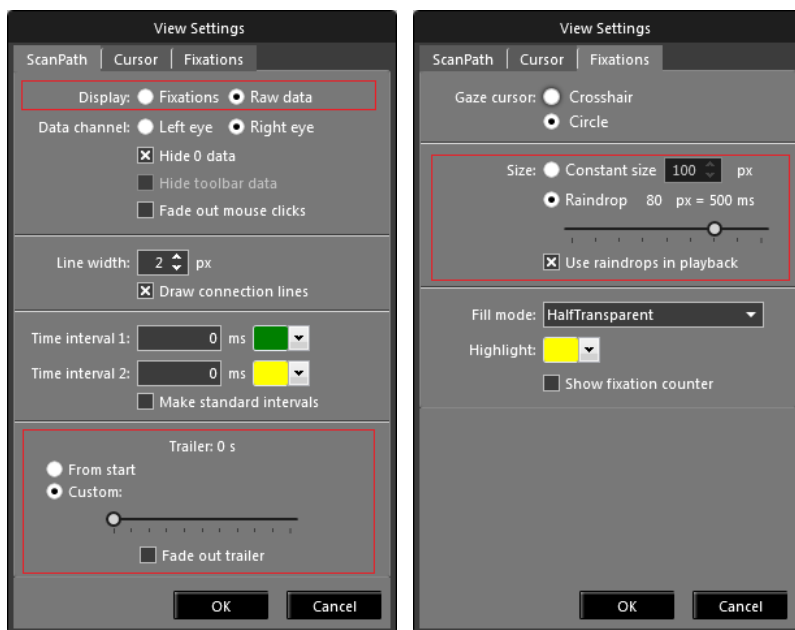 View Settings
ScanPath Cursor Fixations
Display: Fixations Raw data
Data channel: Left eye Right eye
Hide 0 data
Hide toolbar data
Fade out mouse clicks
Line width: 2 px
Draw connection lines
Time interval 1: 0 ms
Time interval 2: 0 ms
Make standard intervals
Trailer: 0 s
From start
Custom:
Fade out trailer
OK Cancel
View Settings
ScanPath Cursor Fixations
Gaze cursor: Crosshair
Circle
Size: Constant size 100 px
Raindrop 80 px = 500 ms
Use raindrops in playback
Fill mode: HalfTransparent
Highlight:
Show fixation counter
OK Cancel